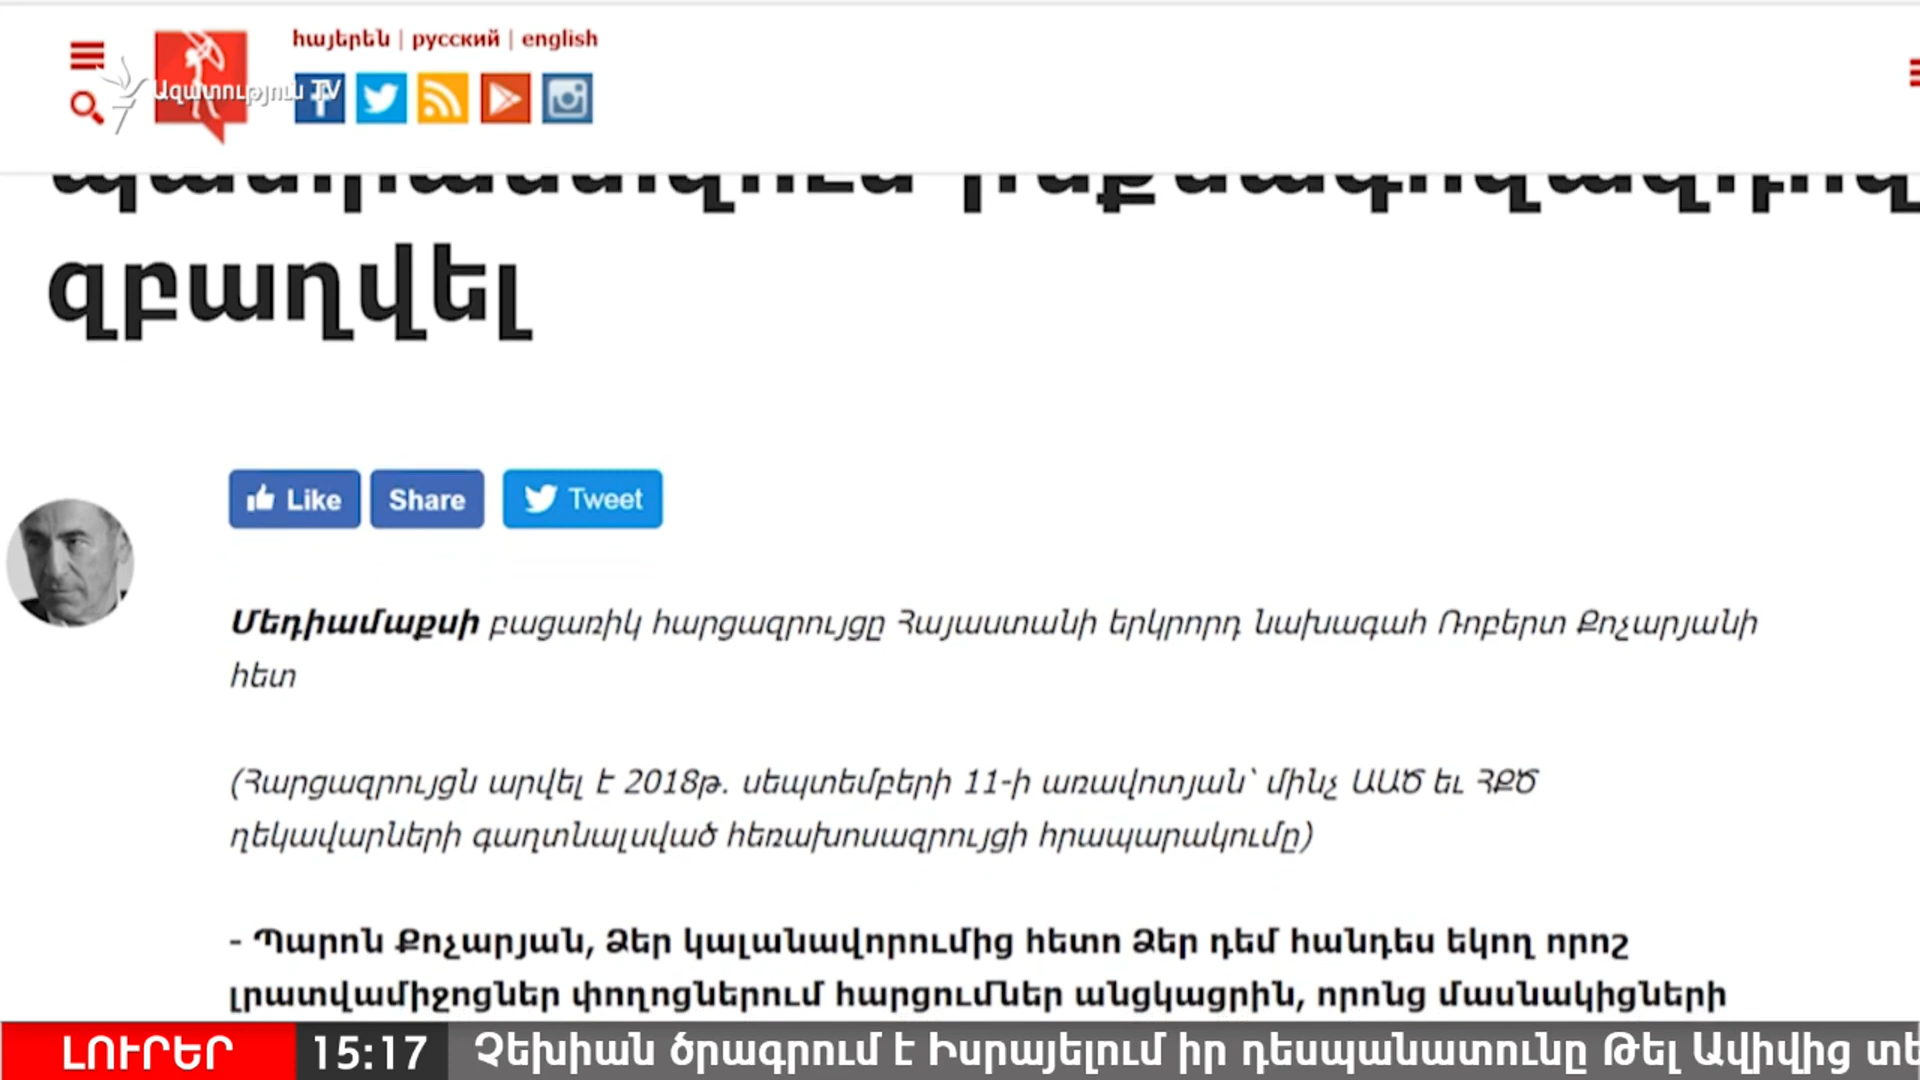 հայերեն | русский | english
Ազատություն TV
զբաղվել
Like Share Tweet
Մեդիամաքսի բացառիկ հարցազրույցը Հայաստանի երկրորդ նախագահ Ռոբերտ Քոչարյանի
հետ
(Հարցազրույցն արվել է 2018թ. սեպտեմբերի 11-ի առավոտյան՝ մինչ ԱԱԾ եւ ՀՔԾ
ղեկավարների գաղտնալսված հեռախոսազրույցի հրապարակումը)
- Պարոն Քոչարյան, Ձեր կալանավորումից հետո Ձեր դեմ հանդես եկող որոշ
լրատվամիջոցներ փողոցներում հարցումներ անցկացրին, որոնց մասնակիցների
ԼՈՒՐԵՐ 15:17 Չեխիան ծրագրում է Իսրայելում իր դեսպանատունը Թել Ավիվից տե